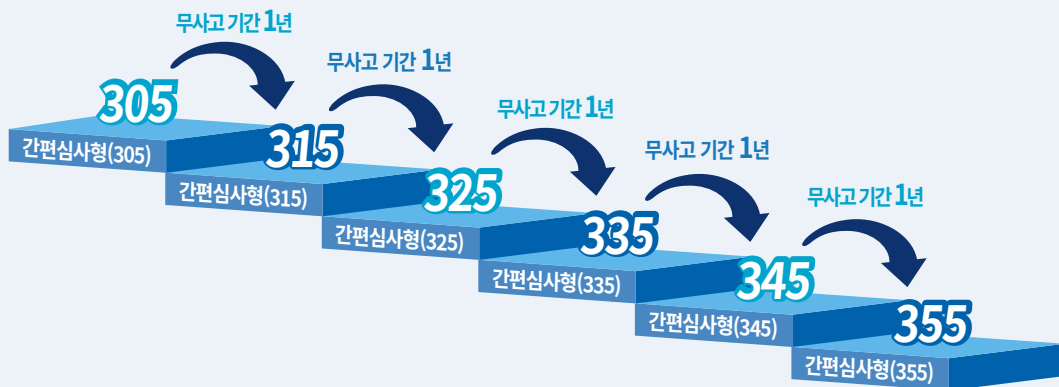 무사고 기간 1년
무사고 기간 1년
무사고 기간 1년
무사고 기간 1년
무사고 기간 1년
305
간편심사형(305)
315
간편심사형(315)
325
간편심사형(325)
335
간편심사형(335)
345
간편심사형(345)
355
간편심사형(355)